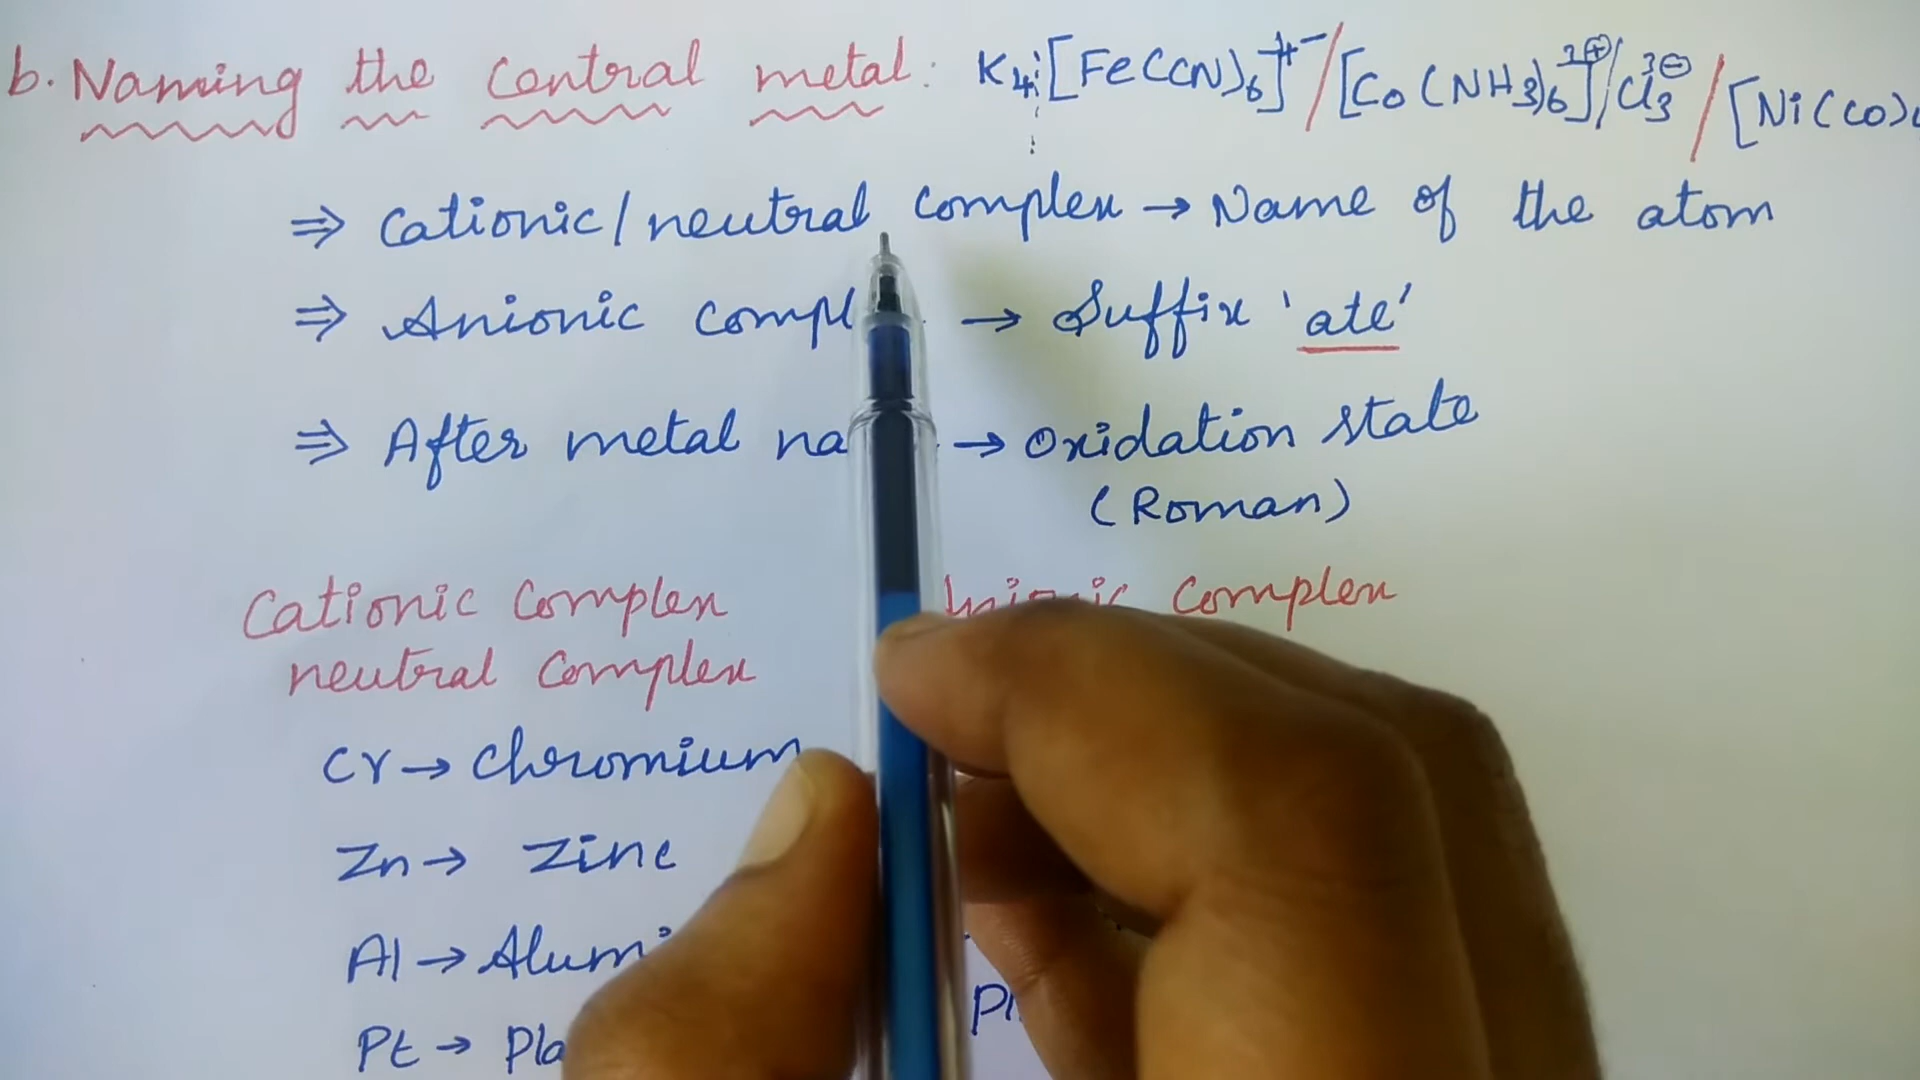 b. Naming the central metal: K4[Fe(CN)6]4-/[Co(NH3)6]3+/Cl3 3-/[Ni(CO)
⇒ Cationic/neutral complex → Name of the atom
⇒ Anionic compl → Suffix 'ate'
⇒ After metal na → Oxidation state
(Roman)
Cationic Complex Complex
neutral Complex
Cr → Chromium
Zn → Zinc
Al → Alumi
Pt → Pla